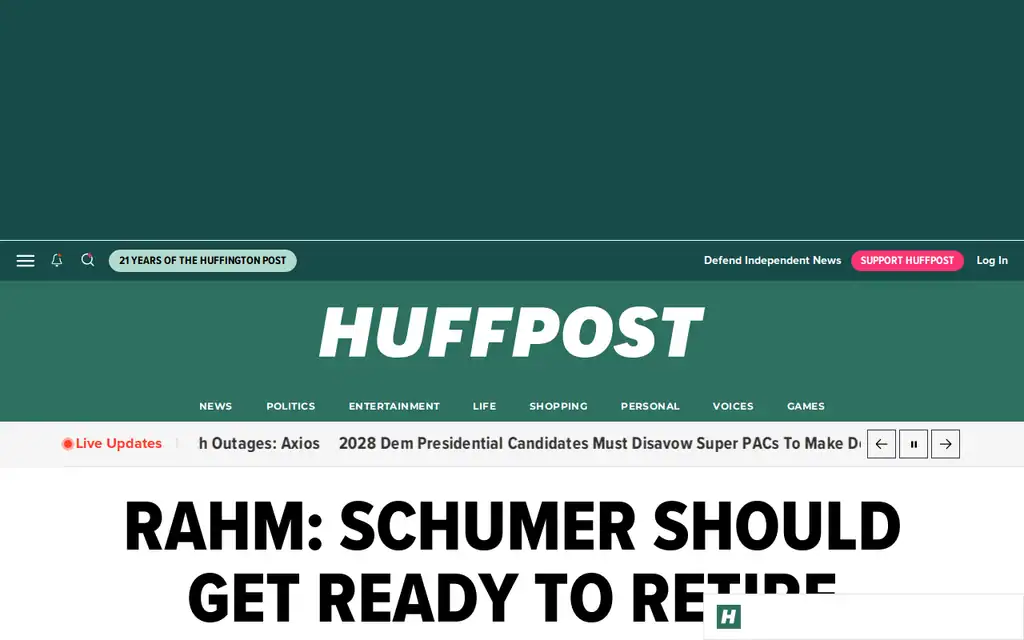 21 YEARS OF THE HUFFINGTON POST
Defend Independent News
SUPPORT HUFFPOST
Log In
HUFFPOST
NEWS POLITICS ENTERTAINMENT LIFE SHOPPING PERSONAL VOICES GAMES
Live Updates
h Outages: Axios 2028 Dem Presidential Candidates Must Disavow Super PACs To Make
RAHM: SCHUMER SHOULD
GET READY TO RETIRE
H